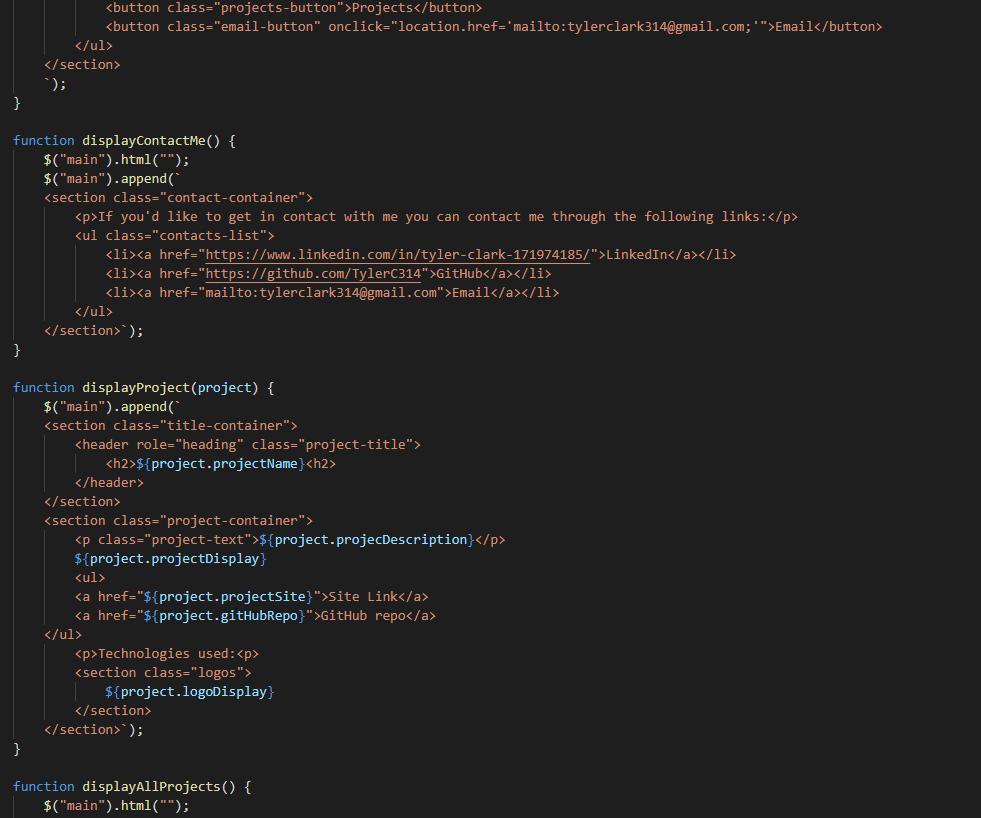 <button class="projects-button">Projects</button>
<button class="email-button" onclick="location.href='mailto:tylerclark314@gmail.com;'">Email</button>
</ul>
</section>
`);
}
function displayContactMe() {
$("main").html("");
$("main").append(`
<section class="contact-container">
<p>If you'd like to get in contact with me you can contact me through the following links:</p>
<ul class="contacts-list">
<li><a href="https://www.linkedin.com/in/tyler-clark-171974185/">LinkedIn</a></li>
<li><a href="https://github.com/TylerC314">GitHub</a></li>
<li><a href="mailto:tylerclark314@gmail.com">Email</a></li>
</ul>
</section>`);
}
function displayProject(project) {
$("main").append(`
<section class="title-container">
<header role="heading" class="project-title">
<h2>${project.projectName}<h2>
</header>
</section>
<section class="project-container">
<p class="project-text">${project.projecDescription}</p>
${project.projectDisplay}
<ul>
<a href="${project.projectSite}">Site Link</a>
<a href="${project.gitHubRepo}">GitHub repo</a>
</ul>
<p>Technologies used:<p>
<section class="logos">
${project.logoDisplay}
</section>
</section>`);
}
function displayAllProjects() {
$("main").html("");